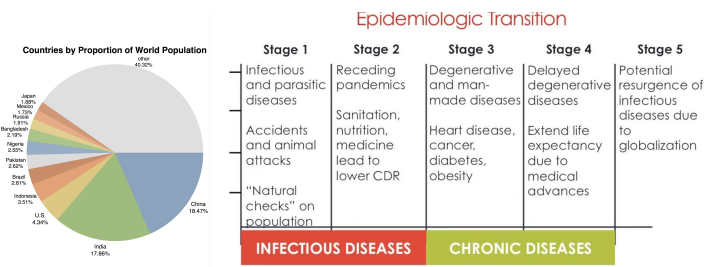 Countries by Proportion of World Population
other
40.32%
Japan
1.68%
Mexico
1.73%
Russia
1.91%
Bangladesh
2.19%
Nigeria
2.55%
Pakistan
2.62%
Brazil
2.81%
Indonesia
3.51%
U.S.
4.34%
India
17.86%
China
18.47%
Epidemiologic Transition
Stage 1
Stage 2
Stage 3
Stage 4
Stage 5
Infectious
and parasitic
diseases
Accidents
and animal
attacks
“Natural
checks” on
population
Receding
pandemics
Sanitation,
nutrition,
medicine
lead to
lower CDR
Degenerative
and man-
made diseases
Heart disease,
cancer,
diabetes,
obesity
Delayed
degenerative
diseases
Extend life
expectancy
due to
medical
advances
Potential
resurgence of
infectious
diseases due
to
globalization
INFECTIOUS DISEASES
CHRONIC DISEASES